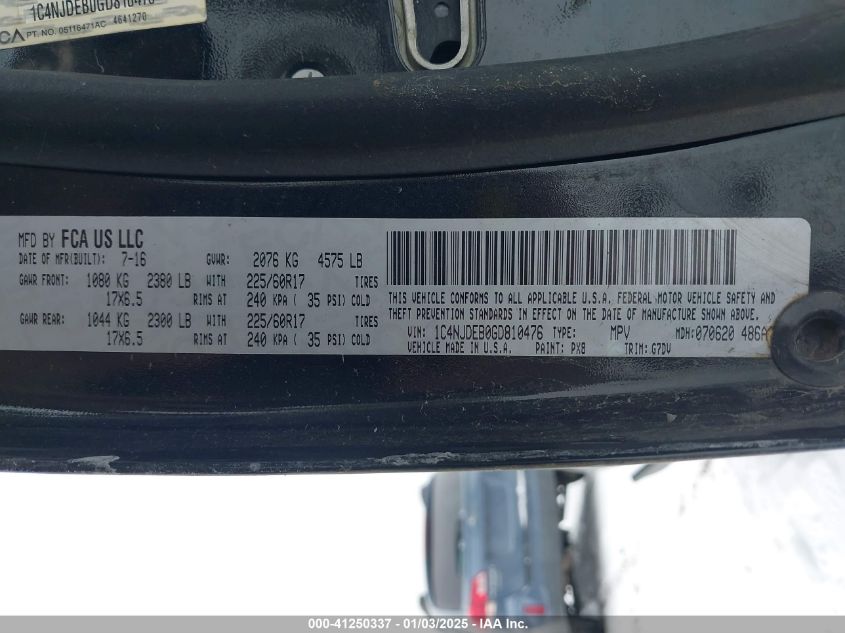 1C4NJDEB0GD810476
PT. NO. 05116471AC 4641270
MFD BY FCA US LLC
DATE OF MFR(BUILT): 7-16 GVWR: 2076 KG 4575 LB
GAWR FRONT: 1080 KG 2380 LB WITH 225/60R17 TIRES
17X6.5 RIMS AT 240 KPA ( 35 PSI) COLD
GAWR REAR: 1044 KG 2300 LB WITH 225/60R17 TIRES
17X6.5 RIMS AT 240 KPA ( 35 PSI) COLD
THIS VEHICLE CONFORMS TO ALL APPLICABLE U.S.A. FEDERAL MOTOR VEHICLE SAFETY AND
THEFT PREVENTION STANDARDS IN EFFECT ON THE DATE OF MANUFACTURE SHOWN ABOVE.
VIN: 1C4NJDEB0GD810476 TYPE: MPV MDH:070620 486A
VEHICLE MADE IN U.S.A. PAINT: PX8 TRIM: G7DV
000-41250337 - 01/03/2025 - IAA Inc.